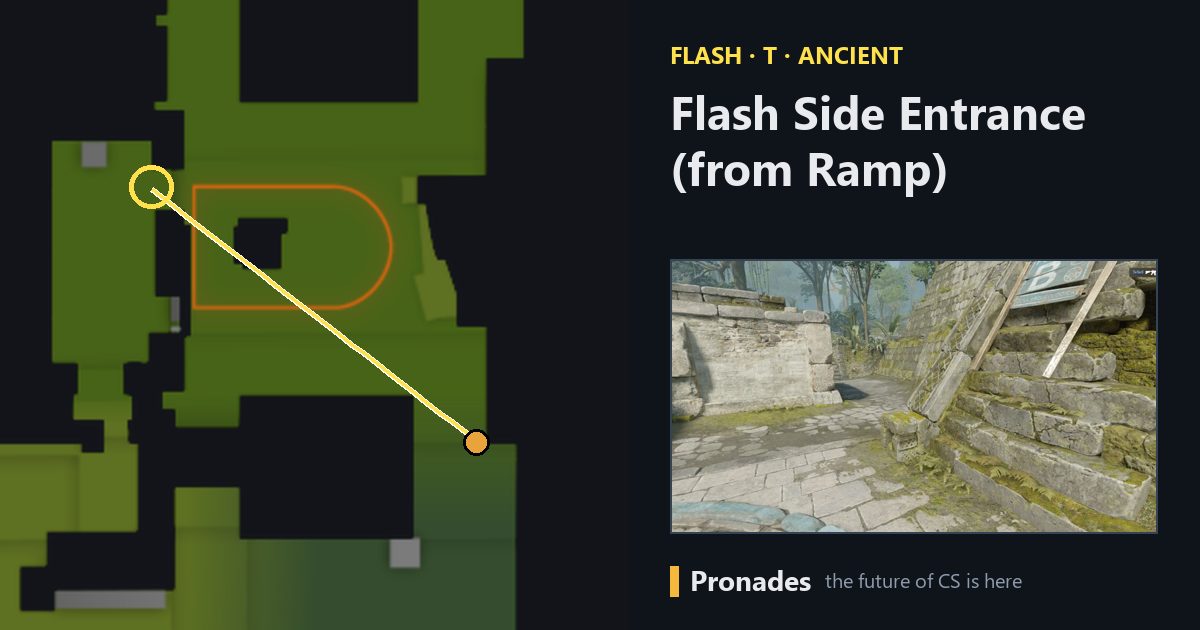 FLASH · T · ANCIENT
Flash Side Entrance
(from Ramp)
B
Pronades the future of CS is here